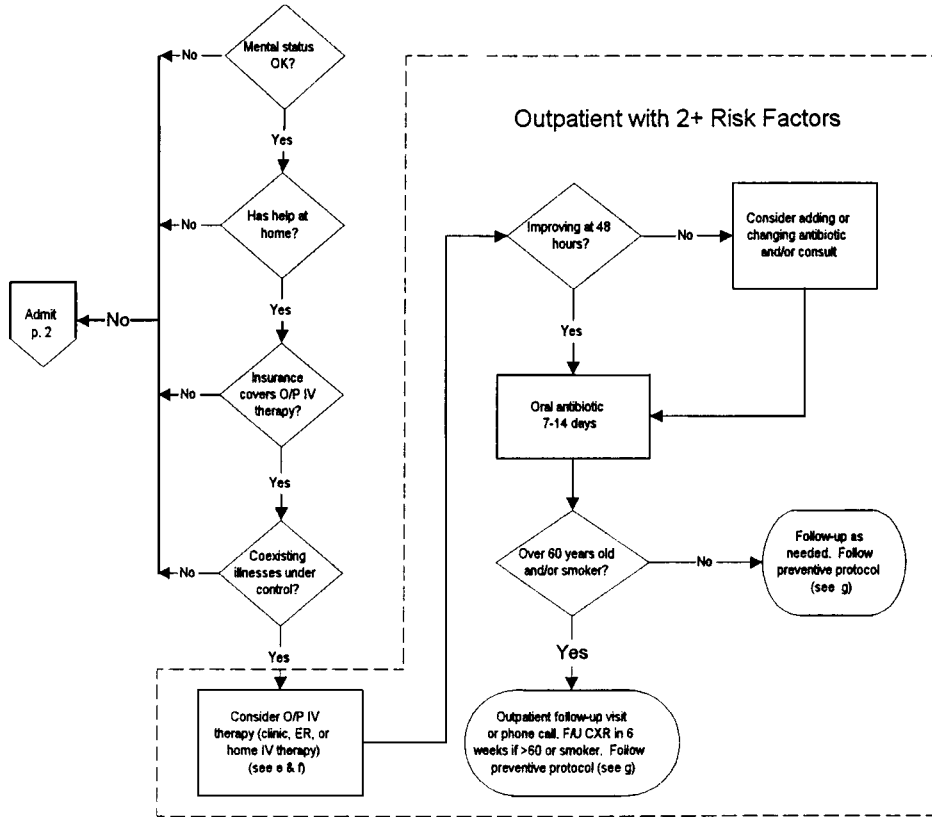 Mental status
OK?
No
Yes
Has help at
home?
No
Yes
Admit
p. 2
No
Insurance
covers O/P IV
therapy?
No
Yes
Coexisting
illnesses under
control?
No
Yes
Consider O/P IV
therapy (clinic, ER, or
home IV therapy)
(see e & f)
Outpatient with 2+ Risk Factors
Improving at 48
hours?
No
Consider adding or
changing antibiotic
and/or consult
Yes
Oral antibiotic
7-14 days
Over 60 years old
and/or smoker?
No
Follow-up as
needed. Follow
preventive protocol
(see g)
Yes
Outpatient follow-up visit
or phone call. F/U CXR in 6
weeks if >60 or smoker. Follow
preventive protocol (see g)